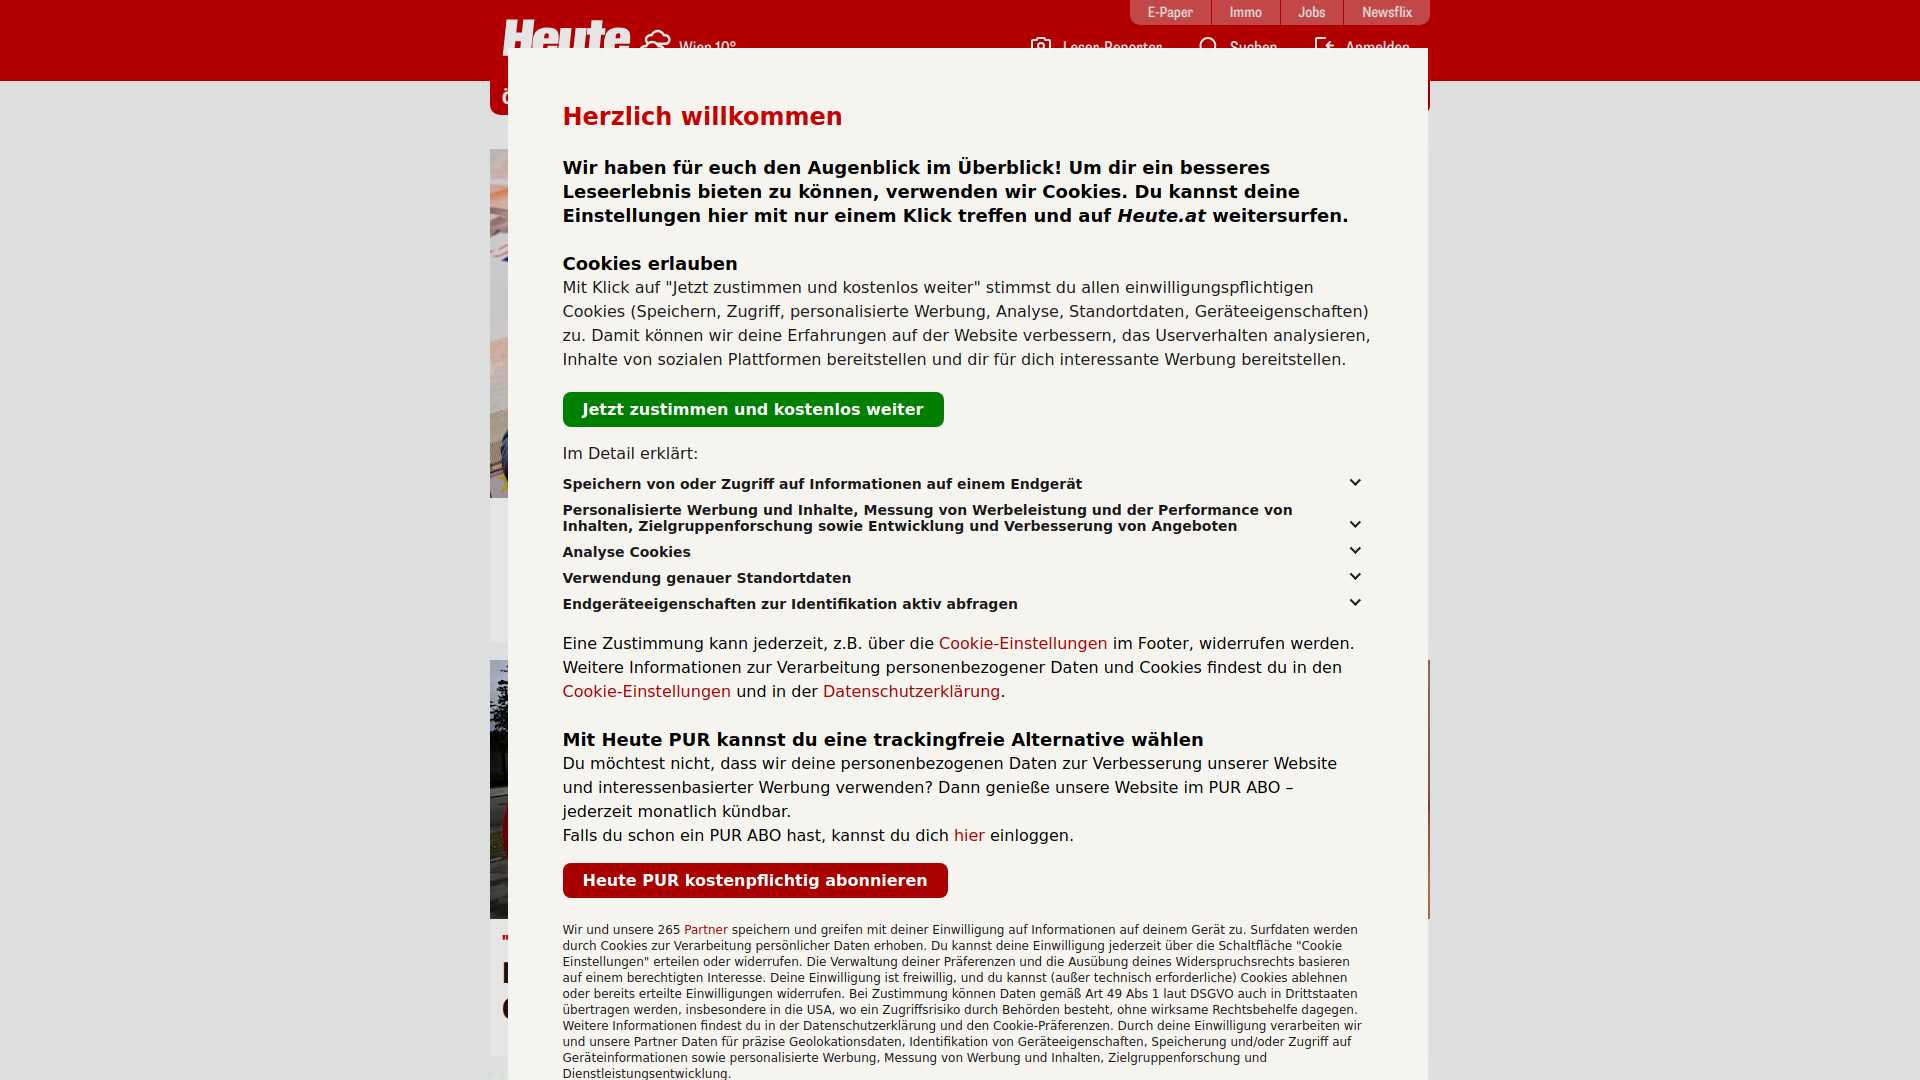 E-Paper
Immo
Jobs
Newsflix
Heute
Wien 10°
Leser-Reporter
Suchen
Anmelden
Herzlich willkommen
Wir haben für euch den Augenblick im Überblick! Um dir ein besseres
Leseerlebnis bieten zu können, verwenden wir Cookies. Du kannst deine
Einstellungen hier mit nur einem Klick treffen und auf Heute.at weitersurfen.
Cookies erlauben
Mit Klick auf "Jetzt zustimmen und kostenlos weiter" stimmst du allen einwilligungspflichtigen
Cookies (Speichern, Zugriff, personalisierte Werbung, Analyse, Standortdaten, Geräteeigenschaften)
zu. Damit können wir deine Erfahrungen auf der Website verbessern, das Userverhalten analysieren,
Inhalte von sozialen Plattformen bereitstellen und dir für dich interessante Werbung bereitstellen.
Jetzt zustimmen und kostenlos weiter
Im Detail erklärt:
Speichern von oder Zugriff auf Informationen auf einem Endgerät
Personalisierte Werbung und Inhalte, Messung von Werbeleistung und der Performance von
Inhalten, Zielgruppenforschung sowie Entwicklung und Verbesserung von Angeboten
Analyse Cookies
Verwendung genauer Standortdaten
Endgeräteeigenschaften zur Identifikation aktiv abfragen
Eine Zustimmung kann jederzeit, z.B. über die Cookie-Einstellungen im Footer, widerrufen werden.
Weitere Informationen zur Verarbeitung personenbezogener Daten und Cookies findest du in den
Cookie-Einstellungen und in der Datenschutzerklärung.
Mit Heute PUR kannst du eine trackingfreie Alternative wählen
Du möchtest nicht, dass wir deine personenbezogenen Daten zur Verbesserung unserer Website
und interessenbasierter Werbung verwenden? Dann genieße unsere Website im PUR ABO –
jederzeit monatlich kündbar.
Falls du schon ein PUR ABO hast, kannst du dich hier einloggen.
Heute PUR kostenpflichtig abonnieren
Wir und unsere 265 Partner speichern und greifen mit deiner Einwilligung auf Informationen auf deinem Gerät zu. Surfdaten werden
durch Cookies zur Verarbeitung persönlicher Daten erhoben. Du kannst deine Einwilligung jederzeit über die Schaltfläche "Cookie
Einstellungen" erteilen oder widerrufen. Die Verwaltung deiner Präferenzen und die Ausübung deines Widerspruchsrechts basieren
auf einem berechtigten Interesse. Deine Einwilligung ist freiwillig, und du kannst (außer technisch erforderliche) Cookies ablehnen
oder bereits erteilte Einwilligungen widerrufen. Bei Zustimmung können Daten gemäß Art 49 Abs 1 laut DSGVO auch in Drittstaaten
übertragen werden, insbesondere in die USA, wo ein Zugriffsrisiko durch Behörden besteht, ohne wirksame Rechtsbehelfe dagegen.
Weitere Informationen findest du in der Datenschutzerklärung und den Cookie-Präferenzen. Durch deine Einwilligung verarbeiten wir
und unsere Partner Daten für präzise Geolokationsdaten, Identifikation von Geräteeigenschaften, Speicherung und/oder Zugriff auf
Geräteinformationen sowie personalisierte Werbung, Messung von Werbung und Inhalten, Zielgruppenforschung und
Dienstleistungsentwicklung.